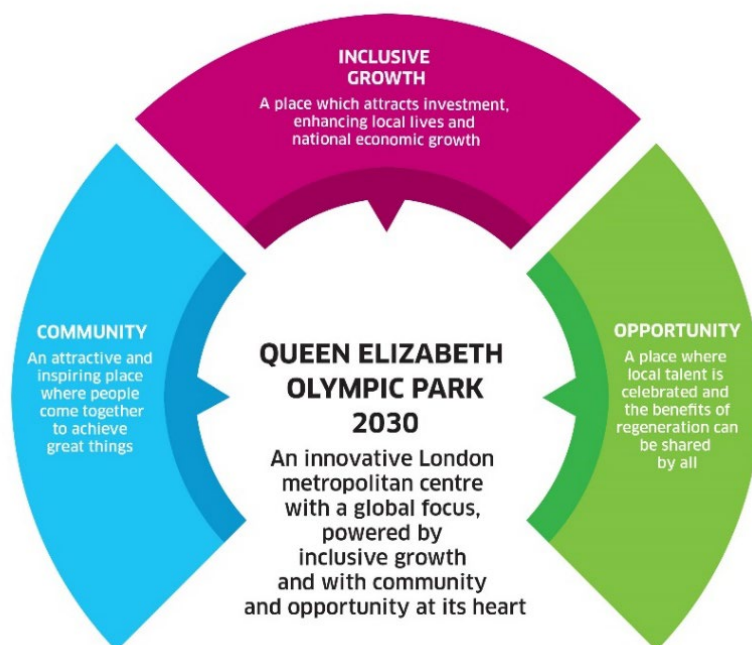 INCLUSIVE
GROWTH
A place which attracts investment,
enhancing local lives and
national economic growth
COMMUNITY
An attractive and
inspiring place
where people
come together
to achieve
great things
QUEEN ELIZABETH
OLYMPIC PARK
2030
An innovative London
metropolitan centre
with a global focus,
powered by
inclusive growth
and with community
and opportunity at its heart
OPPORTUNITY
A place where
local talent is
celebrated and
the benefits of
regeneration can
be shared
by all